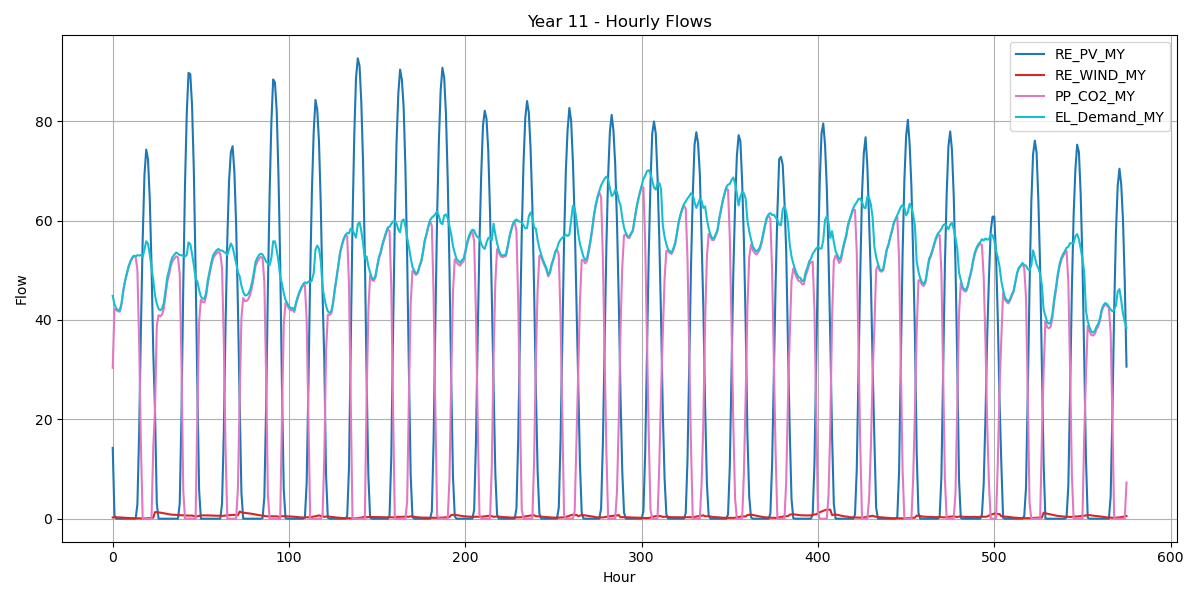 Year 11 - Hourly Flows
RE_PV_MY
RE_WIND_MY
PP_CO2_MY
EL_Demand_MY
Flow
80
60
40
20
0
0 100 200 300 400 500 600
Hour